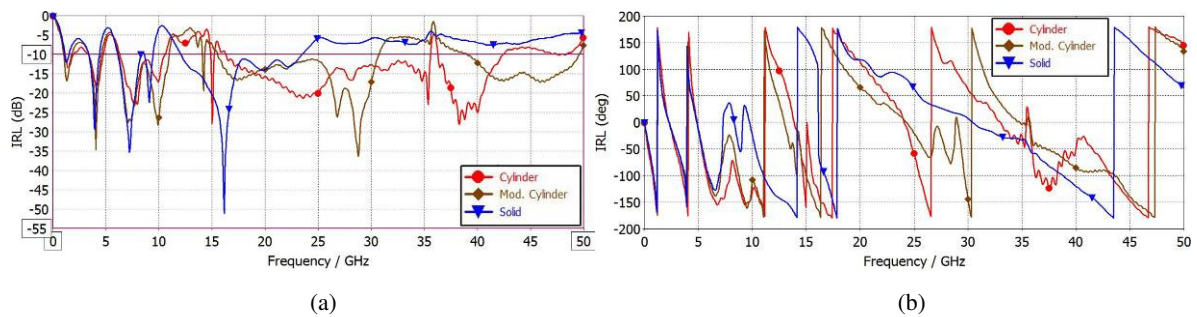 0
-5
-10
-15
-20
-25
-30
-35
-40
-45
-50
-55
IRL (dB)
0 5 10 15 20 25 30 35 40 45 50
Frequency / GHz
Cylinder
Mod. Cylinder
Solid
(a)
200
150
100
50
0
-50
-100
-150
-200
IRL (deg)
0 5 10 15 20 25 30 35 40 45 50
Frequency / GHz
Cylinder
Mod. Cylinder
Solid
(b)